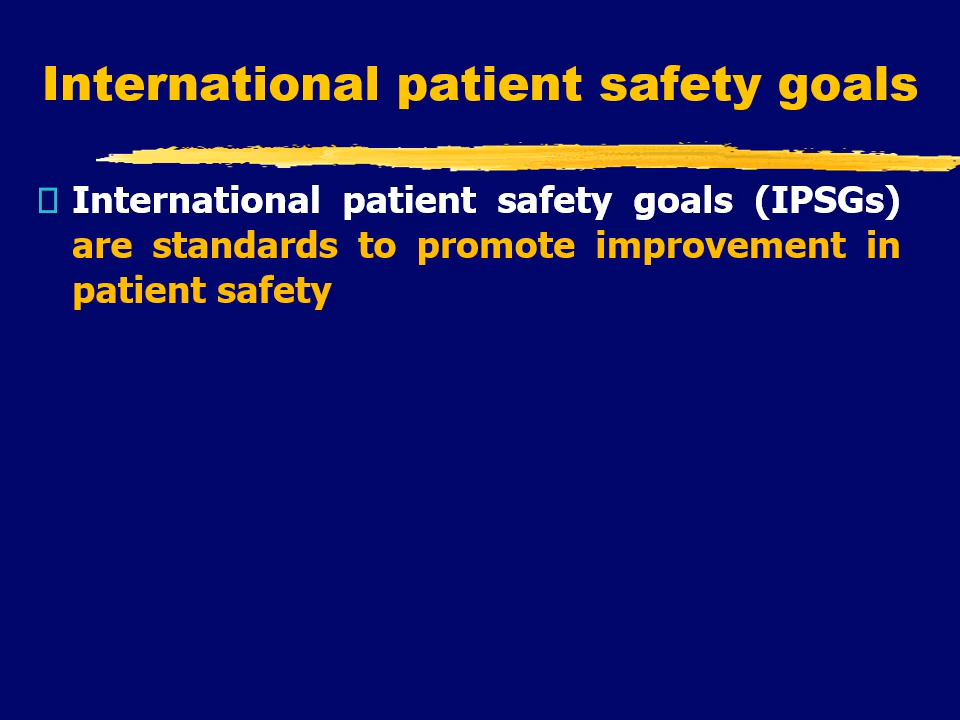 International patient safety goals
International patient safety goals (IPSGs)
are standards to promote improvement in
patient safety